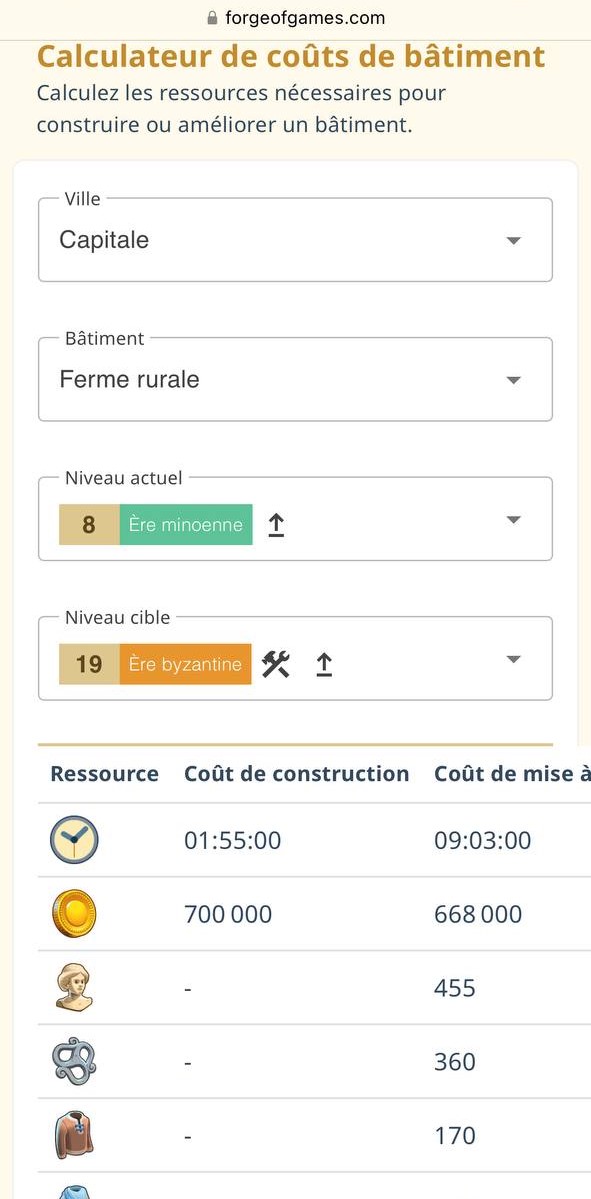 forgeofgames.com
Calculateur de coûts de bâtiment
Calculez les ressources nécessaires pour
construire ou améliorer un bâtiment.
Ville
Capitale
Bâtiment
Ferme rurale
Niveau actuel
8 Ère minoenne
Niveau cible
19 Ère byzantine
Ressource Coût de construction Coût de mise à
01:55:00 09:03:00
700 000 668 000
- 455
- 360
- 170